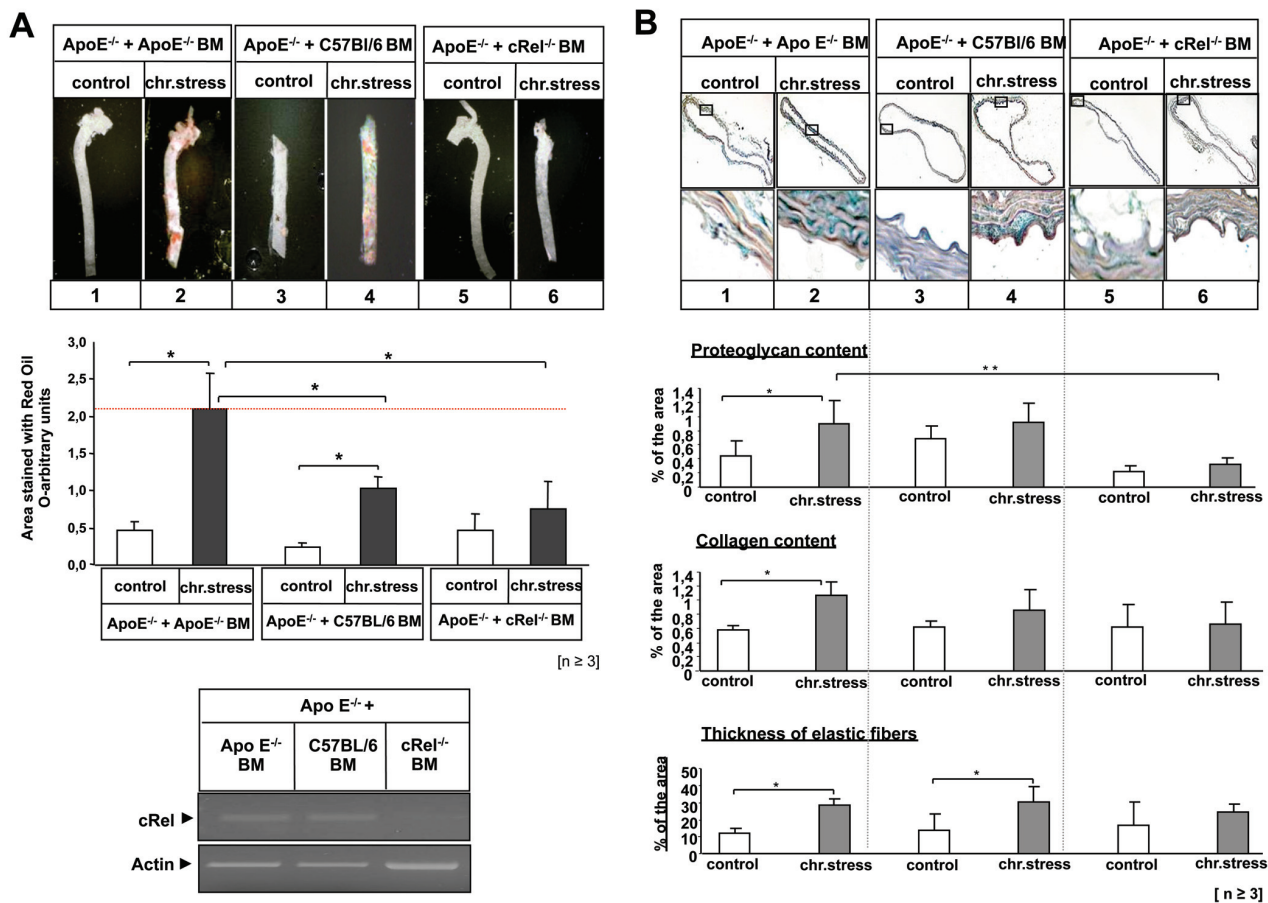 A
ApoE-/- + ApoE-/- BM
ApoE-/- + C57Bl/6 BM
ApoE-/- + cRel-/- BM
control
chr.stress
control
chr.stress
control
chr.stress
1
2
3
4
5
6
Area stained with Red Oil
O-arbitrary units
3,0
2,5
2,0
1,5
1,0
0,5
0,0
*
*
*
*
control
chr.stress
control
chr.stress
control
chr.stress
ApoE-/- + ApoE-/- BM
ApoE-/- + C57BL/6 BM
ApoE-/- + cRel-/- BM
[n ≥ 3]
Apo E-/- +
Apo E-/-
BM
C57BL/6
BM
cRel-/-
BM
cRel ►
Actin ►
B
ApoE-/- + Apo E-/- BM
ApoE-/- + C57Bl/6 BM
ApoE-/- + cRel-/- BM
control
chr.stress
control
chr.stress
control
chr.stress
1
2
3
4
5
6
Proteoglycan content
% of the area
1,4
1,2
0,8
0,4
0,2
0
*
* *
control
chr.stress
control
chr.stress
control
chr.stress
Collagen content
% of the area
1,4
1,2
1
0,8
0,6
0,4
0,2
0
*
control
chr.stress
control
chr.stress
control
chr.stress
Thickness of elastic fibers
% of the area
50
40
30
20
10
0
*
*
control
chr.stress
control
chr.stress
control
chr.stress
[ n ≥ 3]